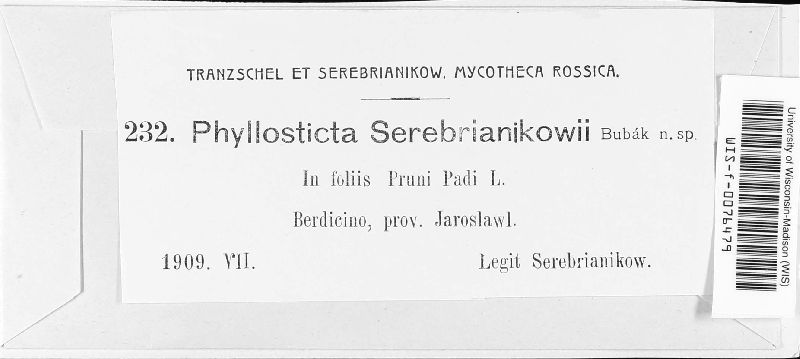 TRANZSCHEL ET SEREBRIANIKOW, MYCOTHECA ROSSICA.
232. Phyllosticta Serebrianikowii Bubák n. sp.
In foliis Pruni Padi L.
Berdicino, prov. Jaroslawl.
1909. VII. Legit Serebrianikow.
University of Wisconsin-Madison (WIS)
WIS-f-0076479